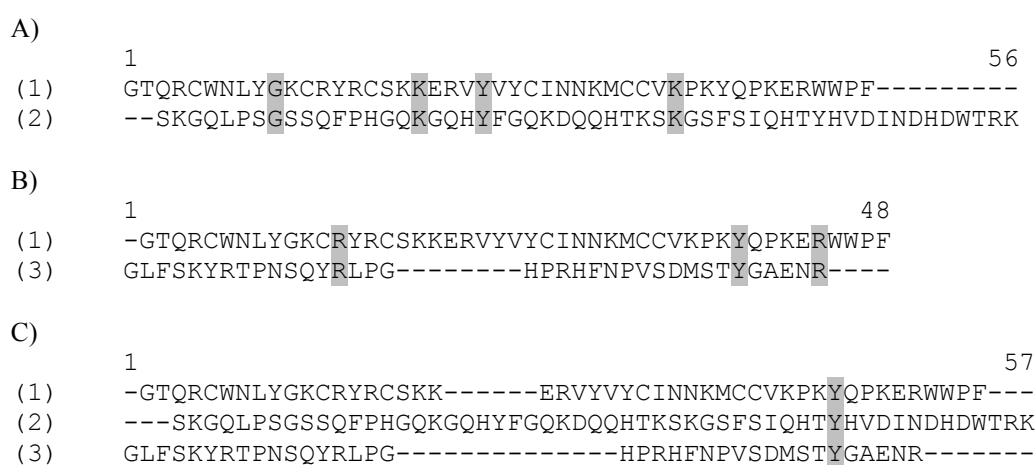 A)
1 56
(1) GTQRCWNLYGKCRYRCSKKERVYVYCINNKMCCVKPKYQPKERWWPF---------
(2) --SKGQLPSGSSQFPHGQKGQHYFGQKDQQHTKSKGSFSIQHTYHVDINDHDWTRK
B)
1 48
(1) -GTQRCWNLYGKCRYRCSKKERVYVYCINNKMCCVKPKYQPKERWWPF
(3) GLFSKYRTPNSQYRLPG--------HPRHFNPVSDMSTYGAENR----
C)
1 57
(1) -GTQRCWNLYGKCRYRCSKK------ERVYVYCINNKMCCVKPKYQPKERWWPF---
(2) ---SKGQLPSGSSQFPHGQKGQHYFGQKDQQHTKSKGSFSIQHTYHVDINDHDWTRK
(3) GLFSKYRTPNSQYRLPG--------------HPRHFNPVSDMSTYGAENR-------